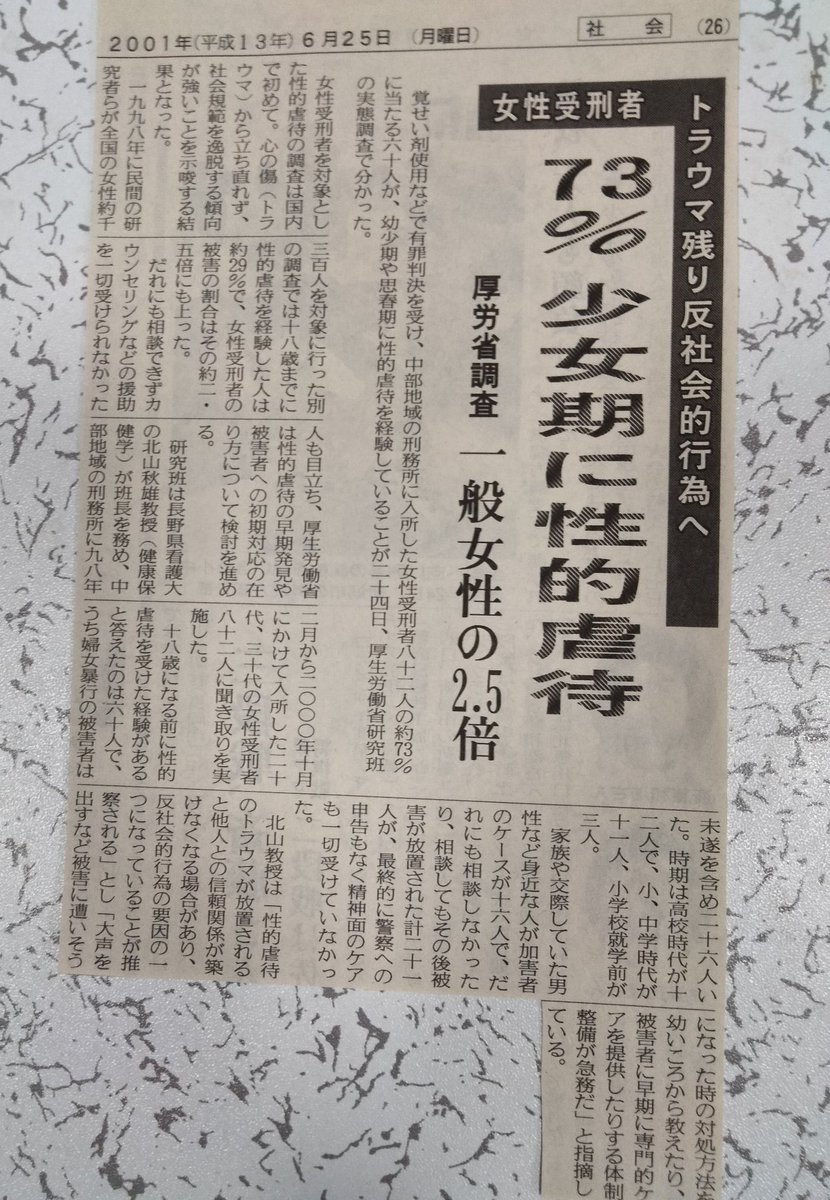 2001年(平成13年)6月25日 (月曜日)
社会
(26)
トラウマ残り反社会的行為へ
女性受刑者
73%少女期に性的虐待
厚労省調査
一般女性の2.5倍
覚せい剤使用などで有罪判決を受け、中部地域の刑務所に入所した女性受刑者八十二人の約73%
に当たる六十人が、幼少期や思春期に性的虐待を経験していることが二十四日、厚生労働省研究班
の実態調査で分かった。
女性受刑者を対象とし
た性的虐待の調査は国内
で初めて。心の傷(トラ
ウマ)から立ち直れず、
社会規範を逸脱する傾向
が強いことを示唆する結
果となった。
一九九八年に民間の研
究者らが全国の女性約千
三百人を対象に行った別
の調査では十八歳までに
性的虐待を経験した人は
約29%で、女性受刑者の
被害の割合はその約二・
五倍にも上った。
だれにも相談できずカ
ウンセリングなどの援助
を一切受けられなかった
人も目立ち、厚生労働省
は性的虐待の早期発見や
被害者への初期対応の在
り方について検討を進め
る。
研究班は長野県看護大
の北山秋雄教授(健康保
健学)が班長を務め、中
部地域の刑務所に九八年
二月から二〇〇〇年十月
にかけて入所した二十
代、三十代の女性受刑者
八十二人に聞き取りを実
施した。
十八歳になる前に性的
虐待を受けた経験がある
と答えたのは六十人で、
うち婦女暴行の被害者は
未遂を含め二十六人い
た。時期は高校時代が十
二人で、小、中学時代が
十一人、小学校就学前が
三人。
家族や交際していた男
性など身近な人が加害者
のケースが十六人で、だ
れにも相談しなかった
り、相談してもその後被
害が放置された計二十一
人が、最終的に警察への
申告もなく精神面のケア
も一切受けていなかっ
た。
北山教授は「性的虐待
のトラウマが放置される
と他人との信頼関係が築
けなくなる場合があり、
反社会的行為の要因の一
つになっていることが推
察される」とし「大声を
出すなど被害に遭いそう
になった時の対処方法を
幼いころから教えたり、
被害者に早期に専門的ケ
アを提供したりする体制
整備が急務だ」と指摘し
ている。